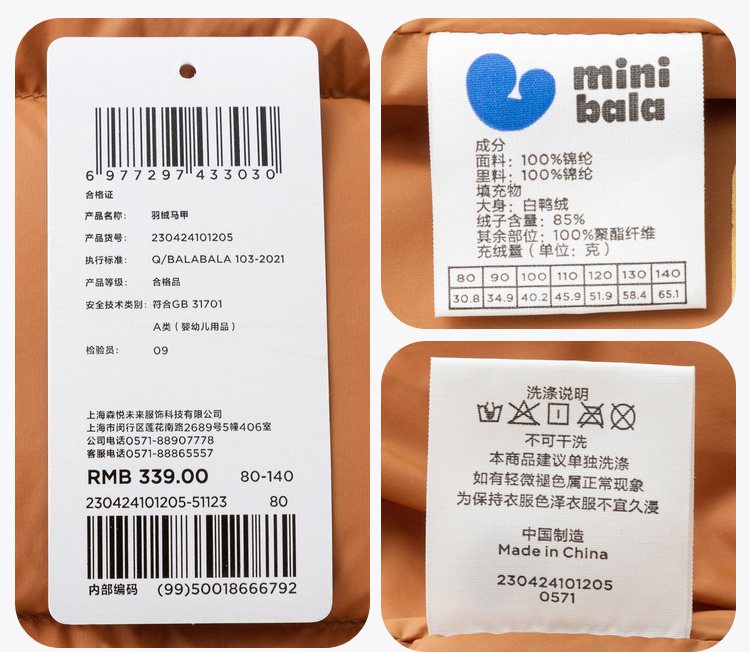 6 977297 433030
合格证
产品名称: 羽绒马甲
产品货号: 230424101205
执行标准: Q/BALABALA 103-2021
产品等级: 合格品
安全技术类别: 符合GB 31701
A类（婴幼儿用品）
检验员: 09
上海森悦未来服饰科技有限公司
上海市闵行区莲花南路2689号5幢406室
公司电话0571-88907778
客服电话0571-88865557
RMB 339.00 80-140
230424101205-51123 80
内部编码 (99)50018666792
mini
bala
成分
面料: 100%锦纶
里料: 100%锦纶
填充物
大身: 白鸭绒
绒子含量: 85%
其余部位: 100%聚酯纤维
充绒量（单位: 克）
80 90 100 110 120 130 140
30.8 34.9 40.2 45.9 51.9 58.4 65.1
洗涤说明
不可干洗
本商品建议单独洗涤
如有轻微褪色属正常现象
为保持衣服色泽衣服不宜久浸
中国制造
Made in China
230424101205
0571